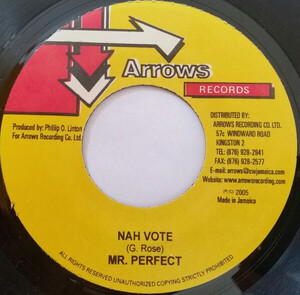 Arrows
RECORDS
Produced by: Phillip O. Linton
For Arrows Recording Co. Ltd.
DISTRIBUTED BY:
ARROWS RECORDING CO. LTD.
57c WINDWARD ROAD
KINGSTON 2
Tel: (876) 928-2941
FAX: (876) 928-2577
E-mail: arrows@cwjamaica.com
Website: www.arrowsrecording.com
℗© 2005
Made in Jamaica
NAH VOTE
(G. Rose)
MR. PERFECT
ALL RIGHTS RESERVED UNAUTHORIZED COPYING STRICTLY PROHIBITED